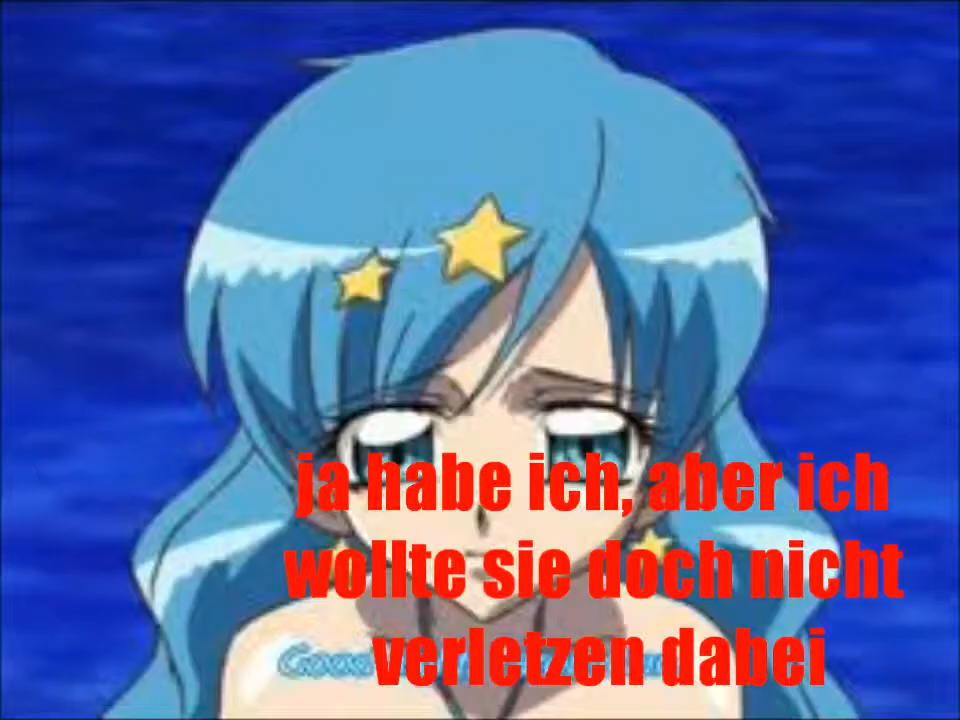 ja habe ich, aber ich
wollte sie doch nicht
verletzen dabei